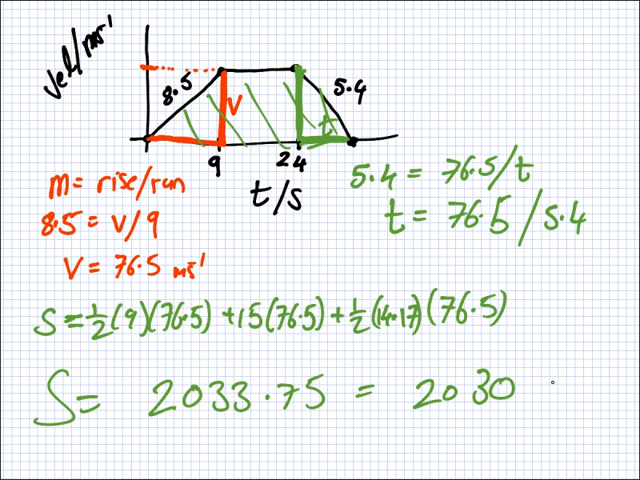 vel/ms⁻¹
8.5
V
t
5.4
9
24
t/s
m = rise/run
8.5 = V/9
V = 76.5 ms⁻¹
5.4 = 76.5/t
t = 76.5/5.4
S = 1/2(9)(76.5) + 15(76.5) + 1/2(14.17)(76.5)
S = 2033.75 = 2030